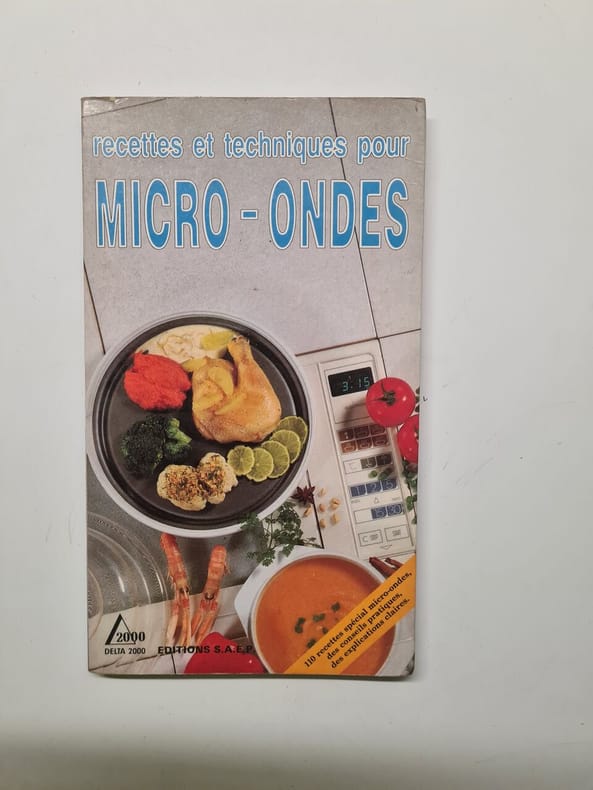 recettes et techniques pour
MICRO - ONDES
3.15
110 recettes spécial micro-ondes,
des conseils pratiques,
des explications claires.
2000
DELTA 2000
EDITIONS S.A.E.P.